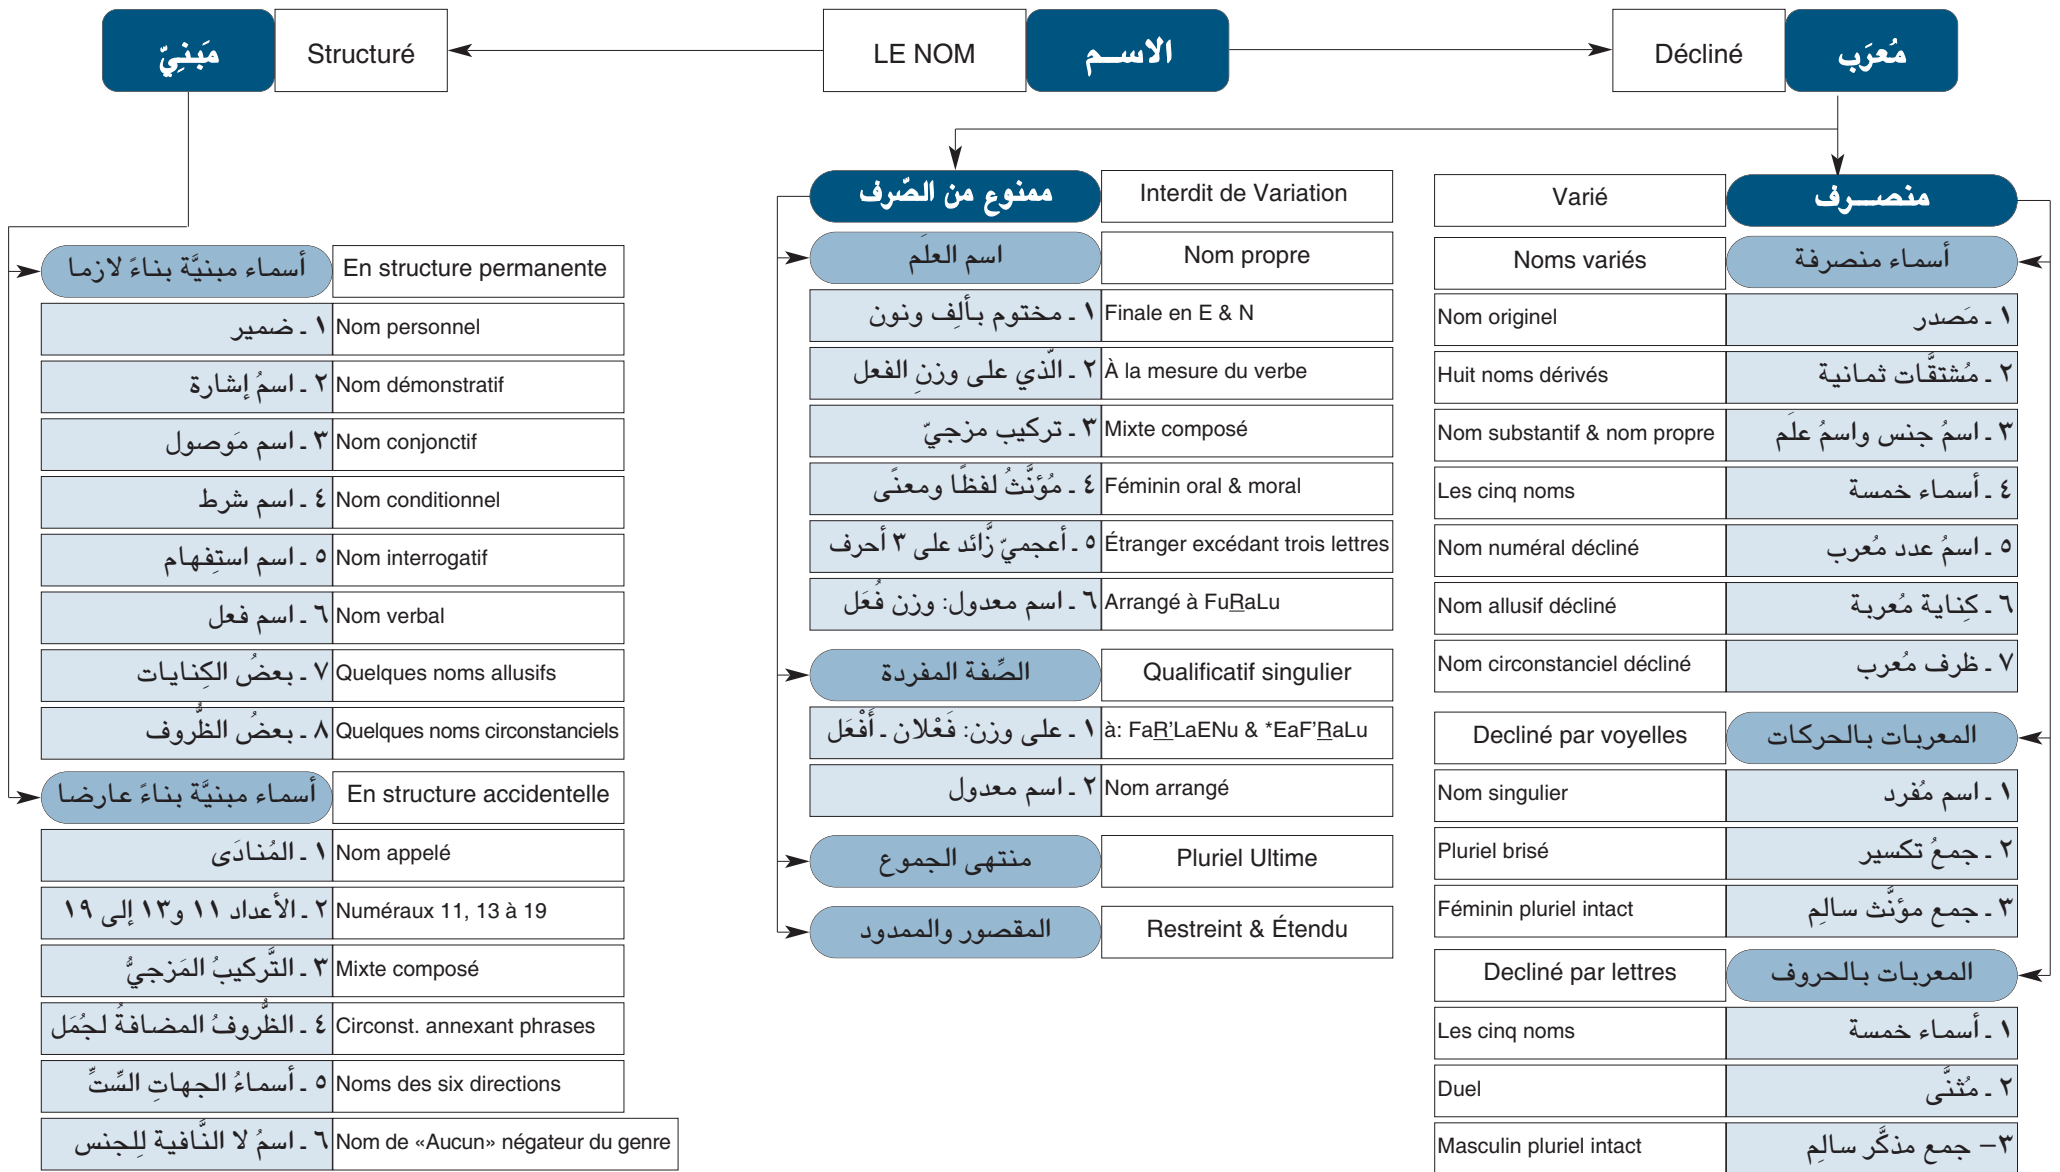 مَبنِيّ Structuré
LE NOM الاســم
Décliné مُعرَب
ممنوع من الصّرف Interdit de Variation
Varié منصــرف
أسماء مبنيَّة بناءً لازما En structure permanente
١ ـ ضمير Nom personnel
٢ ـ اسمُ إشارة Nom démonstratif
٣ ـ اسم مَوصول Nom conjonctif
٤ ـ اسم شرط Nom conditionnel
٥ ـ اسم استِفهام Nom interrogatif
٦ ـ اسم فعل Nom verbal
٧ ـ بعضُ الكِنايات Quelques noms allusifs
٨ ـ بعضُ الظُّروف Quelques noms circonstanciels
أسماء مبنيَّة بناءً عارضا En structure accidentelle
١ ـ المُنادَى Nom appelé
٢ ـ الأعداد ١١ و١٣ إلى ١٩ Numéraux 11, 13 à 19
٣ ـ التَّركيبُ المَزجيُّ Mixte composé
٤ ـ الظُّروفُ المضافةُ لجُمَل Circonst. annexant phrases
٥ ـ أسماءُ الجهاتِ السِّتِّ Noms des six directions
٦ ـ اسمُ لا النَّافية لِلجنس Nom de «Aucun» négateur du genre
اسم العلَم Nom propre
١ ـ مختوم بألِف ونون Finale en E & N
٢ ـ الّذي على وزنِ الفعل À la mesure du verbe
٣ ـ تركيب مزجيّ Mixte composé
٤ ـ مُؤنَّثُ لفظًا ومعنًى Féminin oral & moral
٥ ـ أعجميّ زَّائد على ٣ أحرف Étranger excédant trois lettres
٦ ـ اسم معدول: وزن فُعَل Arrangé à FuRaLu
الصِّفة المفردة Qualificatif singulier
١ ـ على وزن: فَعْلان ـ أَفْعَل à: FaR'LaENu & *EaF'RaLu
٢ ـ اسم معدول Nom arrangé
منتهى الجموع Pluriel Ultime
المقصور والممدود Restreint & Étendu
Noms variés أسماء منصرفة
Nom originel ١ ـ مَصدر
Huit noms dérivés ٢ ـ مُشتقَّات ثمانية
Nom substantif & nom propre ٣ ـ اسمُ جنس واسمُ علَم
Les cinq noms ٤ ـ أسماء خمسة
Nom numéral décliné ٥ ـ اسمُ عدد مُعرب
Nom allusif décliné ٦ ـ كِناية مُعربة
Nom circonstanciel décliné ٧ ـ ظرف مُعرب
Decliné par voyelles المعربات بالحركات
Nom singulier ١ ـ اسم مُفرد
Pluriel brisé ٢ ـ جمعُ تكسير
Féminin pluriel intact ٣ ـ جمع مؤنَّث سالِم
Decliné par lettres المعربات بالحروف
Les cinq noms ١ ـ أسماء خمسة
Duel ٢ ـ مُثنَّى
Masculin pluriel intact ٣– جمع مذكَّر سالِم